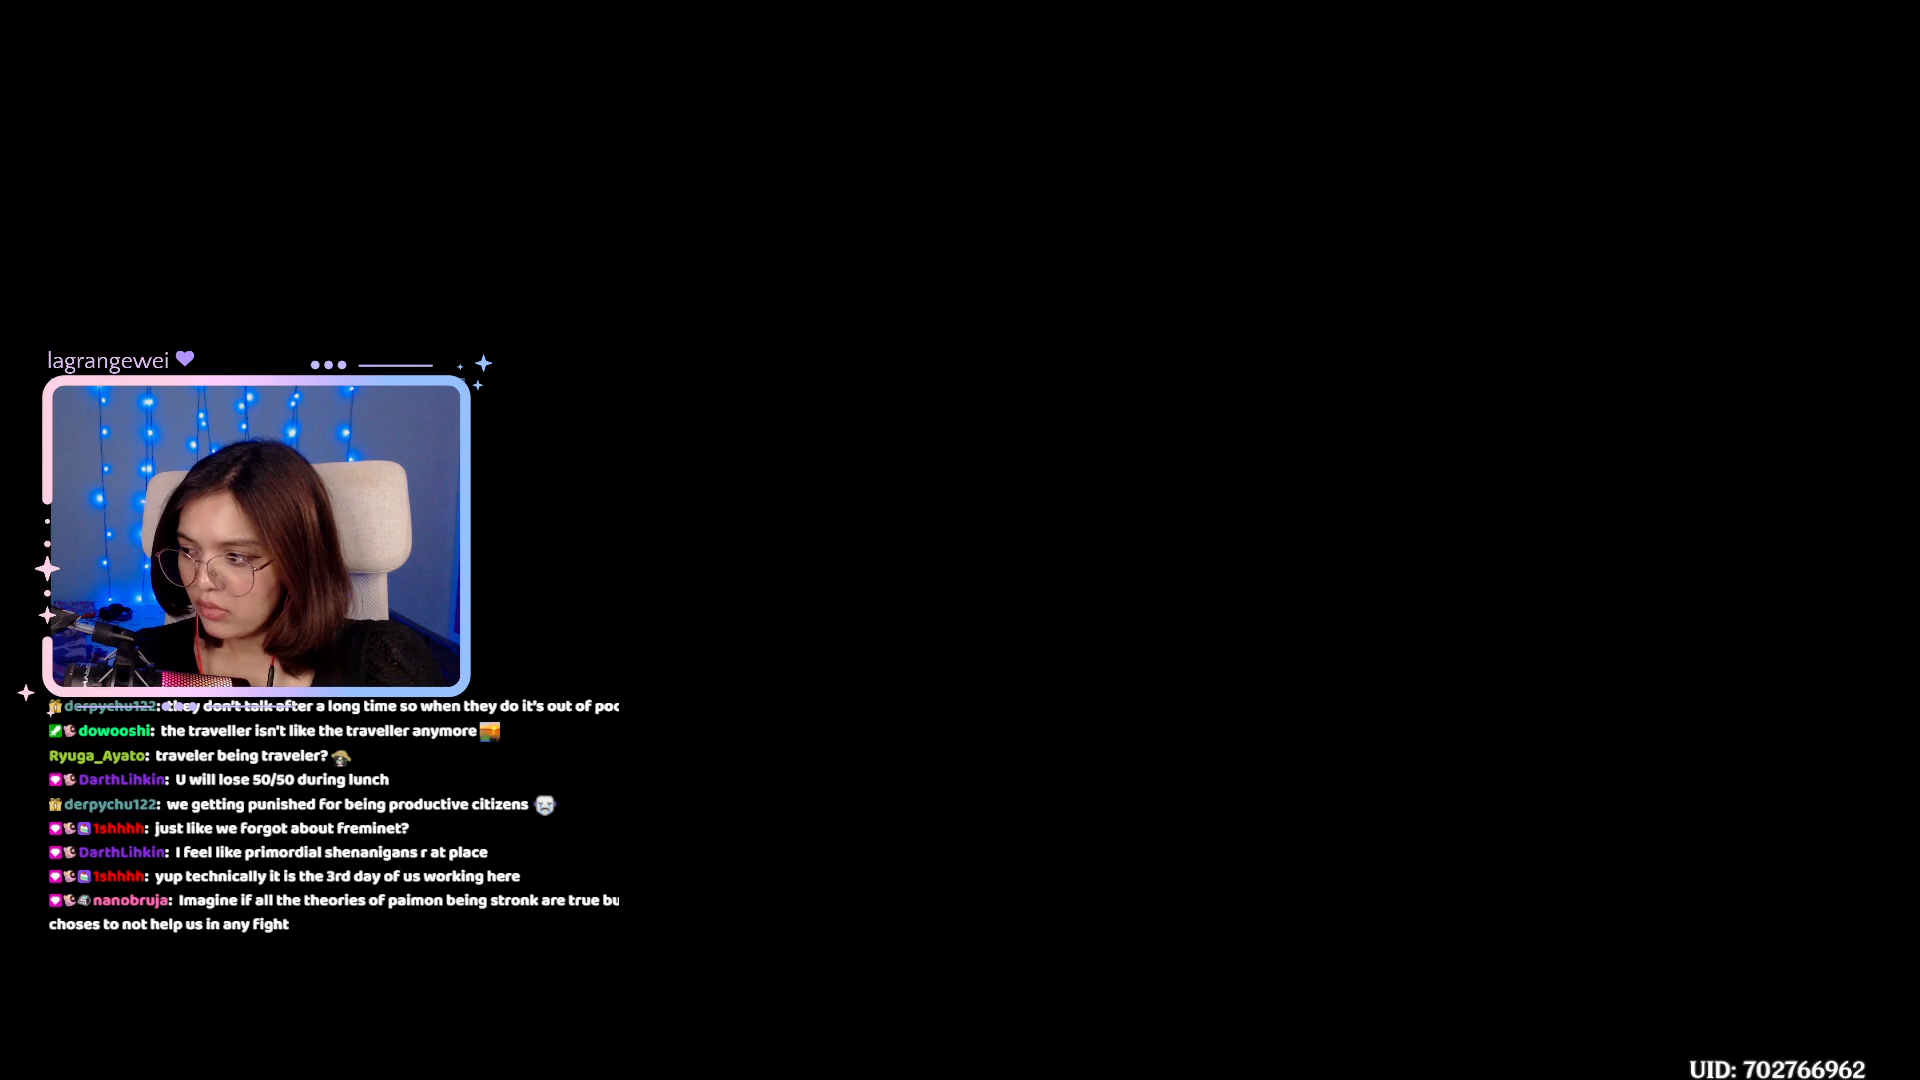 lagrangewei
derpychu122: they don't talk after a long time so when they do it's out of poc
dowooshi: the traveller isn't like the traveller anymore
Ryuga_Ayato: traveler being traveler?
DarthLihkin: U will lose 50/50 during lunch
derpychu122: we getting punished for being productive citizens
1shhhh: just like we forgot about freminet?
DarthLihkin: I feel like primordial shenanigans r at place
1shhhh: yup technically it is the 3rd day of us working here
nanobruja: Imagine if all the theories of paimon being stronk are true bu
choses to not help us in any fight
UID: 702766962